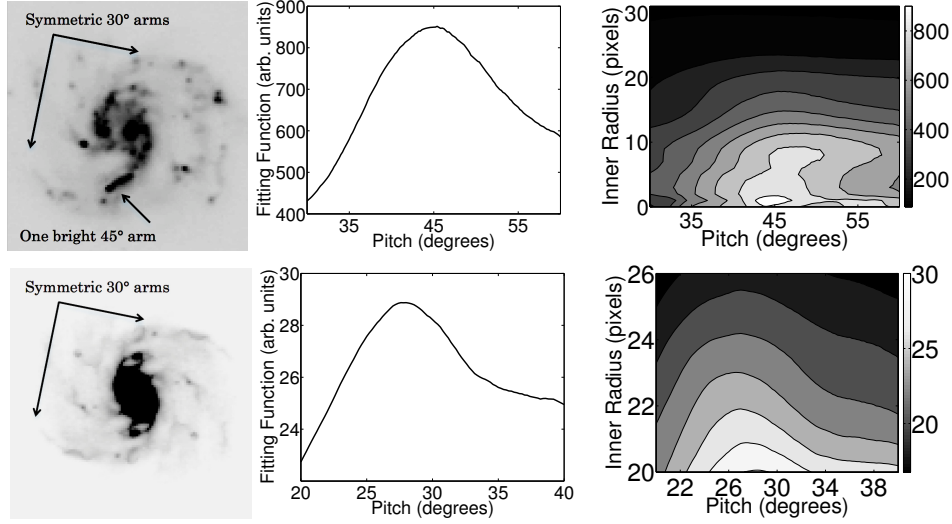 Symmetric 30° arms
One bright 45° arm
900
800
700
600
500
400
35 45 55
Fitting Function (arb. units)
Pitch (degrees)
30
20
10
0
35 45 55
Inner Radius (pixels)
Pitch (degrees)
800
600
400
200
Symmetric 30° arms
30
28
26
24
20 25 30 35 40
Fitting Function (arb. units)
Pitch (degrees)
26
24
22
20
22 26 30 34 38
Inner Radius (pixels)
Pitch (degrees)
30
25
20